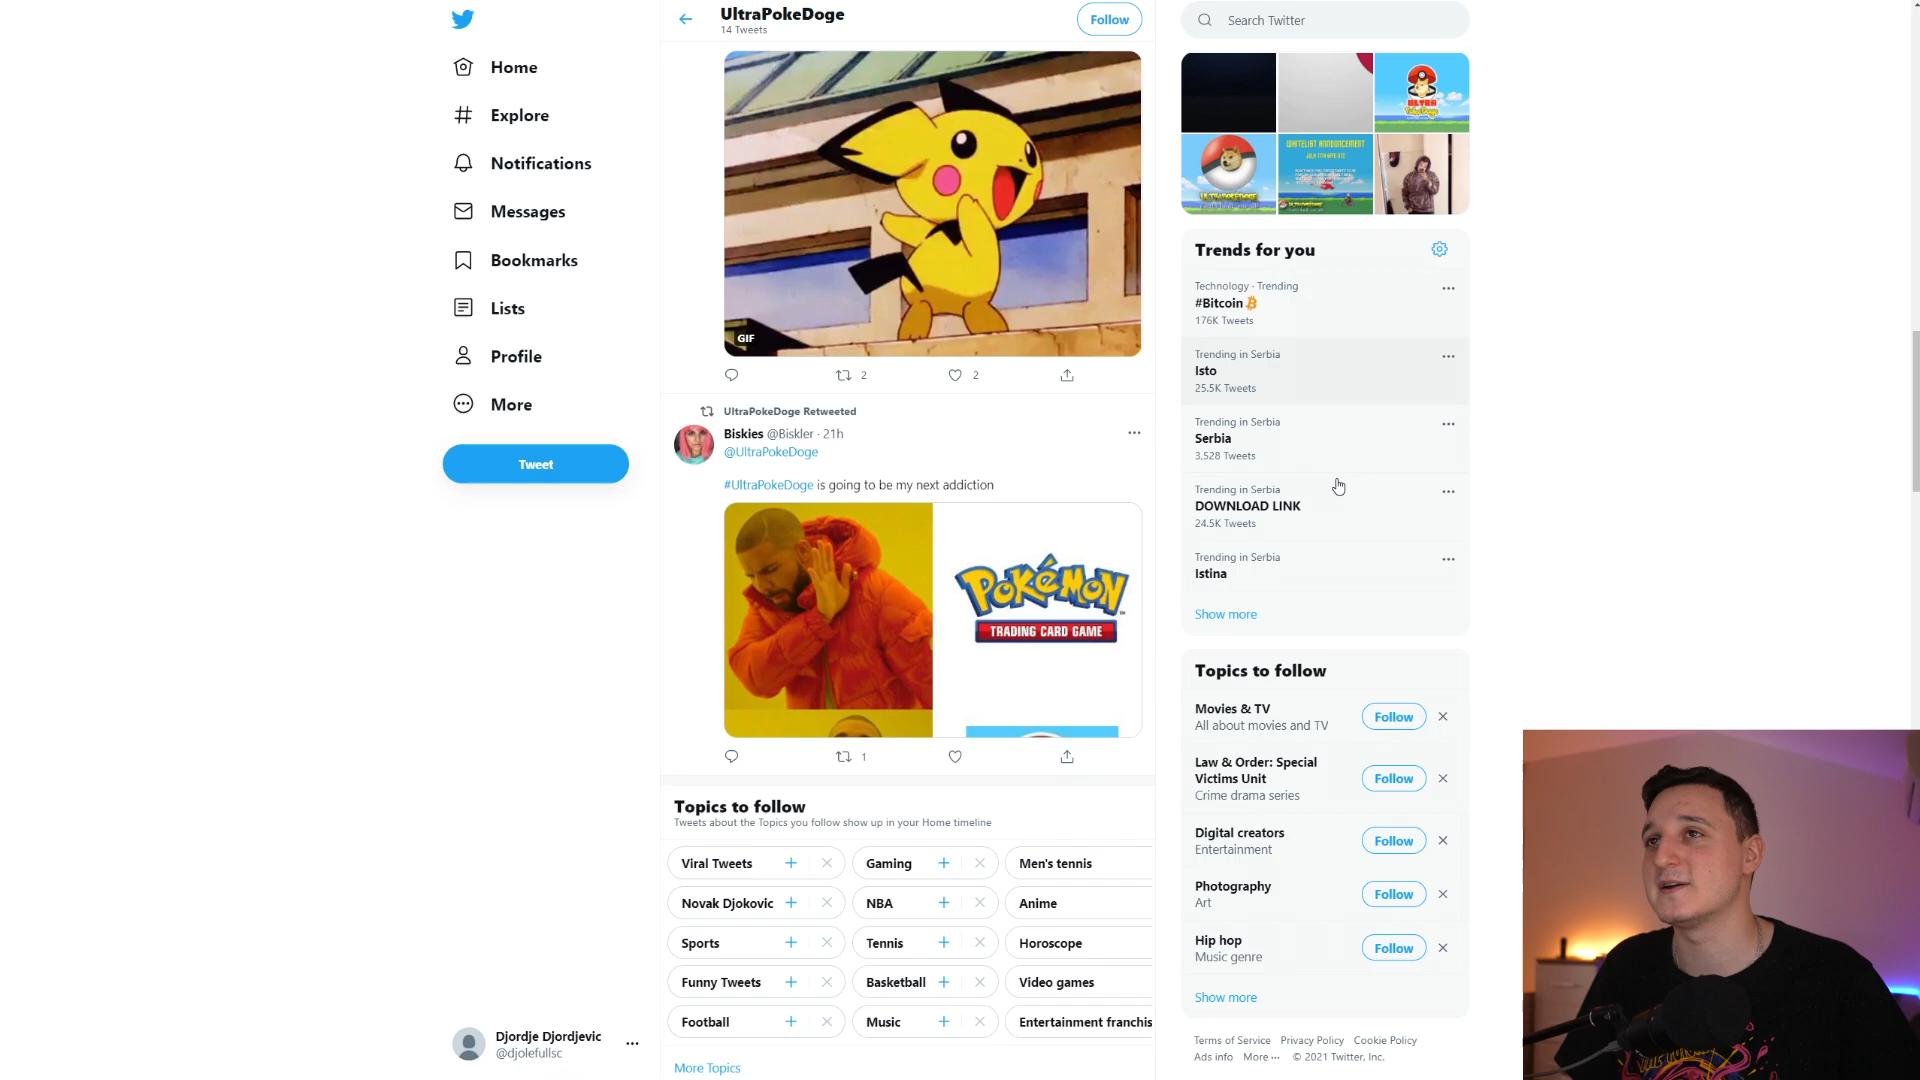 Home
Explore
Notifications
Messages
Bookmarks
Lists
Profile
More
Tweet
Djordje Djordjevic
@djolefullsc
UltraPokeDoge
14 Tweets
Follow
GIF
2
2
UltraPokeDoge Retweeted
Biskies @Biskler · 21h
@UltraPokeDoge
#UltraPokeDoge is going to be my next addiction
POKÉMON
TRADING CARD GAME
1
Topics to follow
Tweets about the Topics you follow show up in your Home timeline
Viral Tweets
Gaming
Men's tennis
Novak Djokovic
NBA
Anime
Sports
Tennis
Horoscope
Funny Tweets
Basketball
Video games
Football
Music
Entertainment franchis
More Topics
Search Twitter
ULTRA
WHITELIST ANNOUNCEMENT
Trends for you
Technology · Trending
#Bitcoin
176K Tweets
Trending in Serbia
Isto
25.5K Tweets
Trending in Serbia
Serbia
3,528 Tweets
Trending in Serbia
DOWNLOAD LINK
24.5K Tweets
Trending in Serbia
Istina
Show more
Topics to follow
Movies & TV
All about movies and TV
Follow
Law & Order: Special
Victims Unit
Crime drama series
Follow
Digital creators
Entertainment
Follow
Photography
Art
Follow
Hip hop
Music genre
Follow
Show more
Terms of Service Privacy Policy Cookie Policy
Ads info More ··· © 2021 Twitter, Inc.